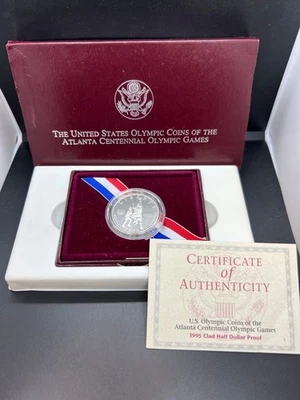 THE UNITED STATES OLYMPIC COINS OF THE
ATLANTA CENTENNIAL OLYMPIC GAMES
CERTIFICATE
of
AUTHENTICITY
U.S. Olympic Coins of the
Atlanta Centennial Olympic Games
1995 Clad Half Dollar Proof